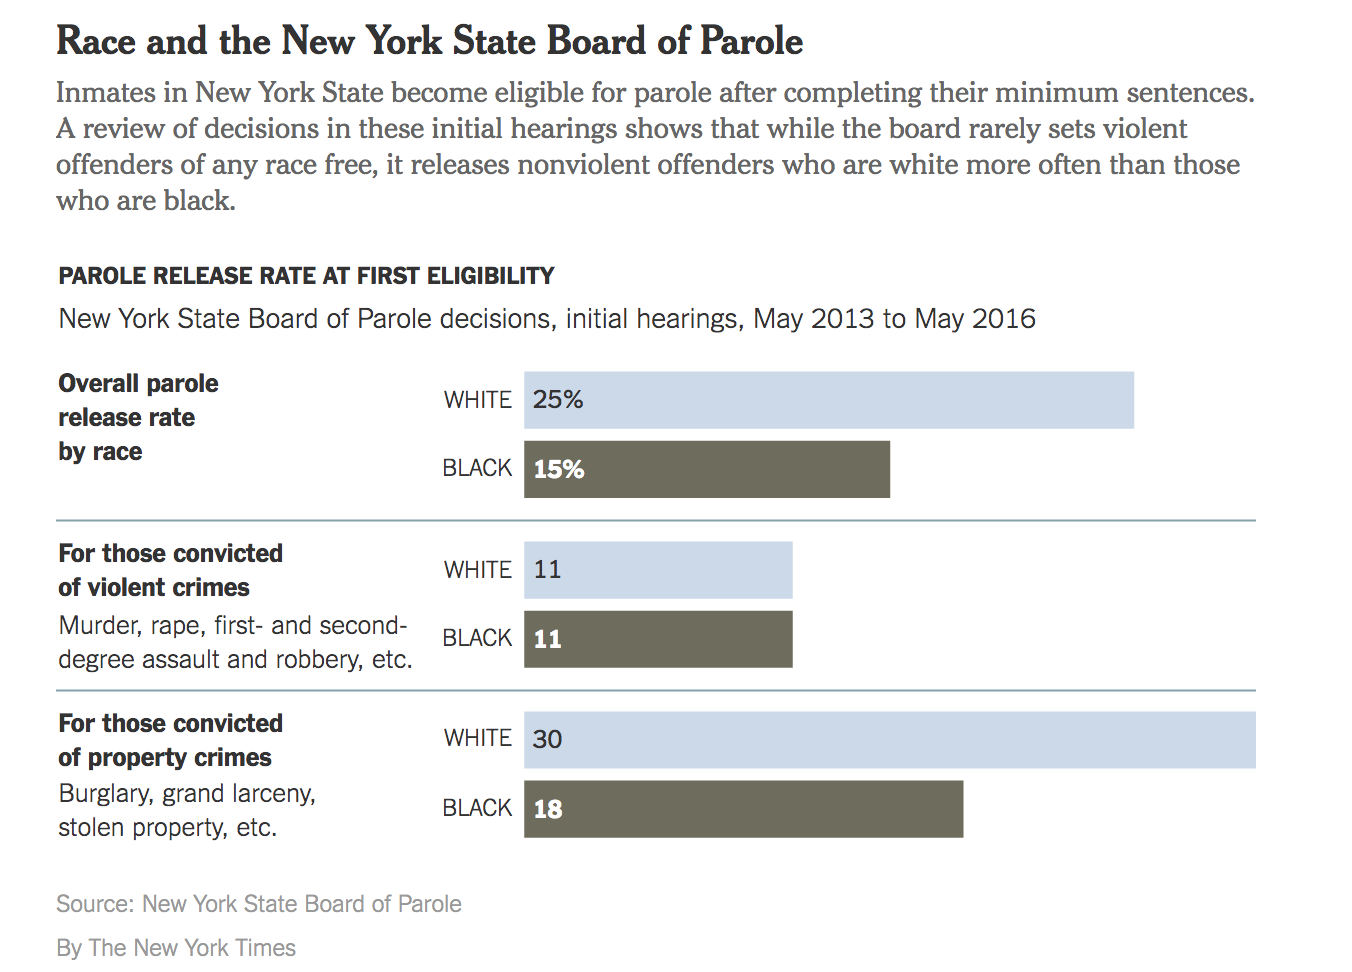 Race and the New York State Board of Parole
Inmates in New York State become eligible for parole after completing their minimum sentences.
A review of decisions in these initial hearings shows that while the board rarely sets violent
offenders of any race free, it releases nonviolent offenders who are white more often than those
who are black.
PAROLE RELEASE RATE AT FIRST ELIGIBILITY
New York State Board of Parole decisions, initial hearings, May 2013 to May 2016
Overall parole
release rate
by race
WHITE 25%
BLACK 15%
For those convicted
of violent crimes
Murder, rape, first- and second-
degree assault and robbery, etc.
WHITE 11
BLACK 11
For those convicted
of property crimes
Burglary, grand larceny,
stolen property, etc.
WHITE 30
BLACK 18
Source: New York State Board of Parole
By The New York Times